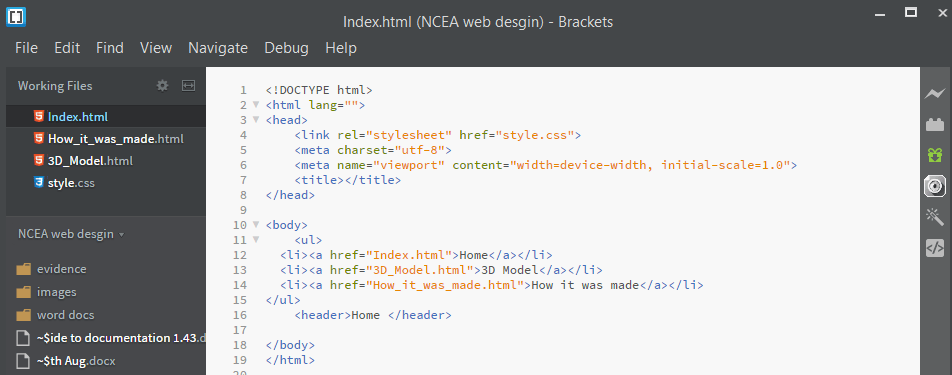 Index.html (NCEA web desgin) - Brackets
File Edit Find View Navigate Debug Help
Working Files
Index.html
How_it_was_made.html
3D_Model.html
style.css
NCEA web desgin
evidence
images
word docs
~$ide to documentation 1.43.d
~$th Aug.docx
1 <!DOCTYPE html>
2 <html lang="">
3 <head>
4 <link rel="stylesheet" href="style.css">
5 <meta charset="utf-8">
6 <meta name="viewport" content="width=device-width, initial-scale=1.0">
7 <title></title>
8 </head>
9
10 <body>
11 <ul>
12 <li><a href="Index.html">Home</a></li>
13 <li><a href="3D_Model.html">3D Model</a></li>
14 <li><a href="How_it_was_made.html">How it was made</a></li>
15 </ul>
16 <header>Home </header>
17
18 </body>
19 </html>
20